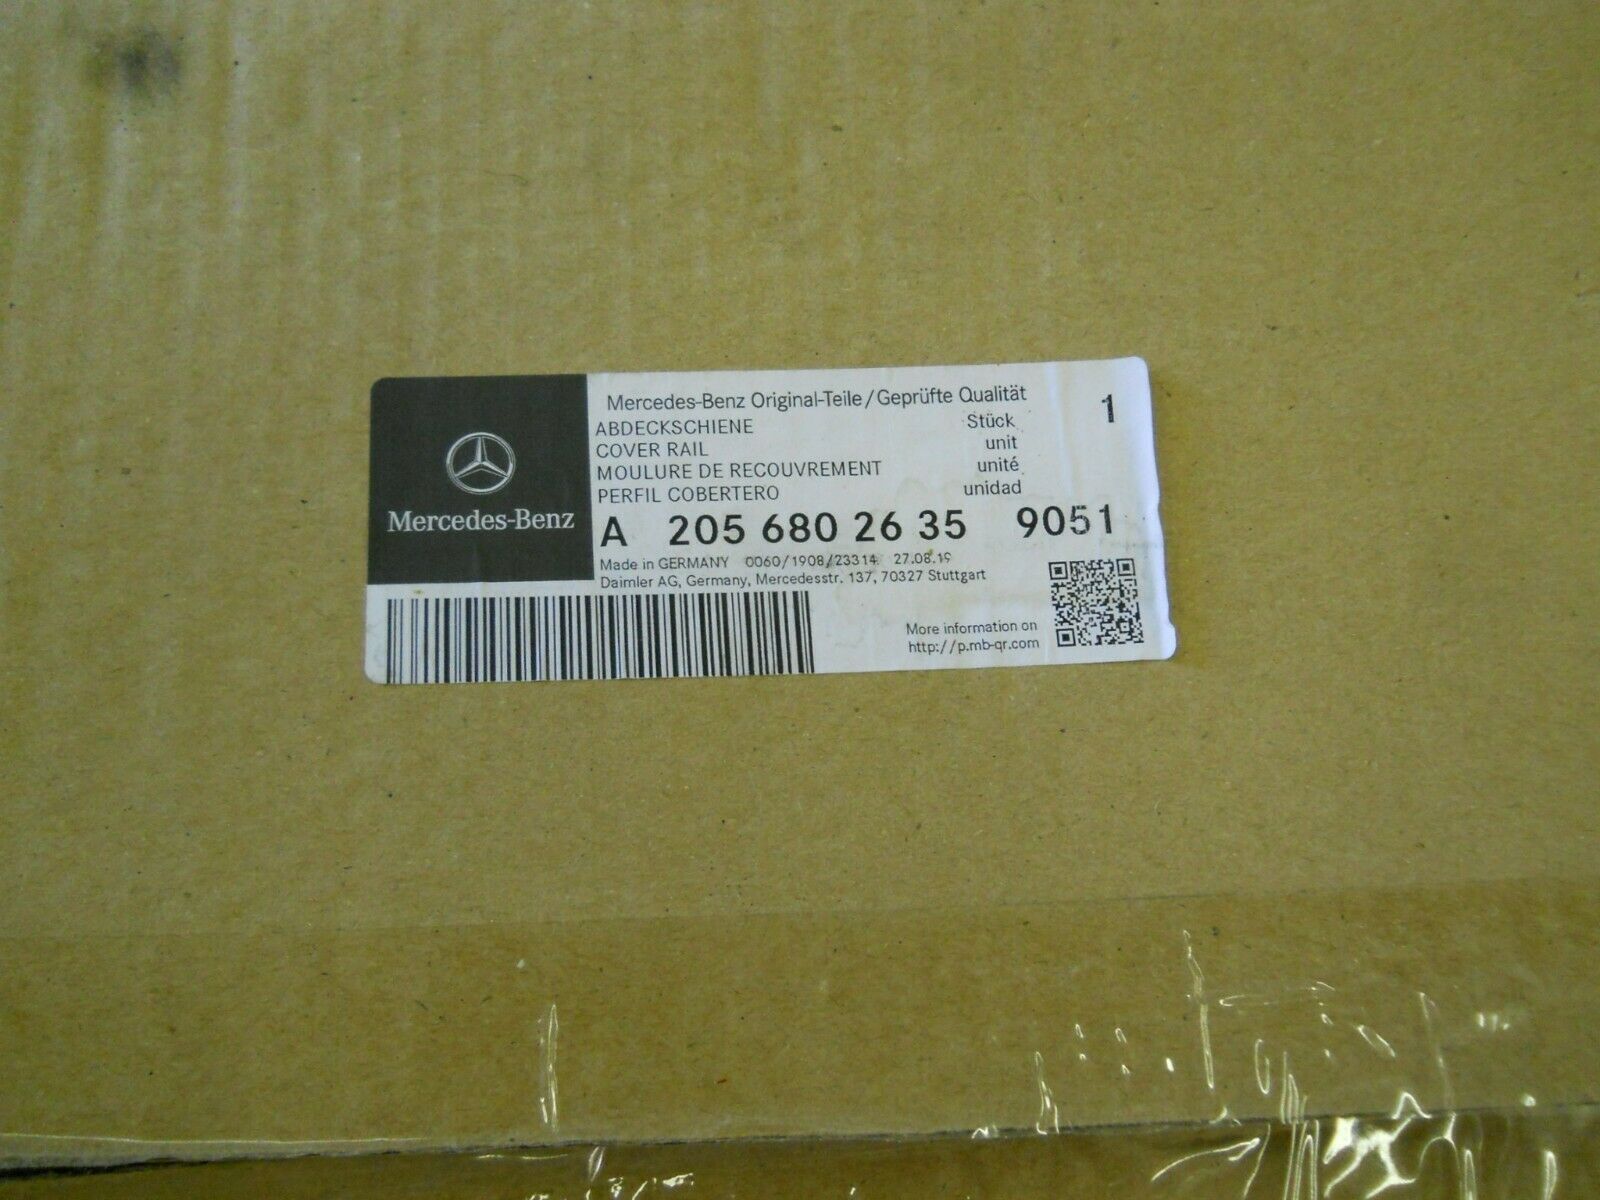 Mercedes-Benz
Mercedes-Benz Original-Teile/Geprüfte Qualität 1
ABDECKSCHIENE Stück
COVER RAIL unit
MOULURE DE RECOUVREMENT unité
PERFIL COBERTERO unidad
A 205 680 26 35 9051
Made in GERMANY 0060/1908/23314 27.08.19
Daimler AG, Germany, Mercedesstr. 137, 70327 Stuttgart
More information on
http://p.mb-qr.com